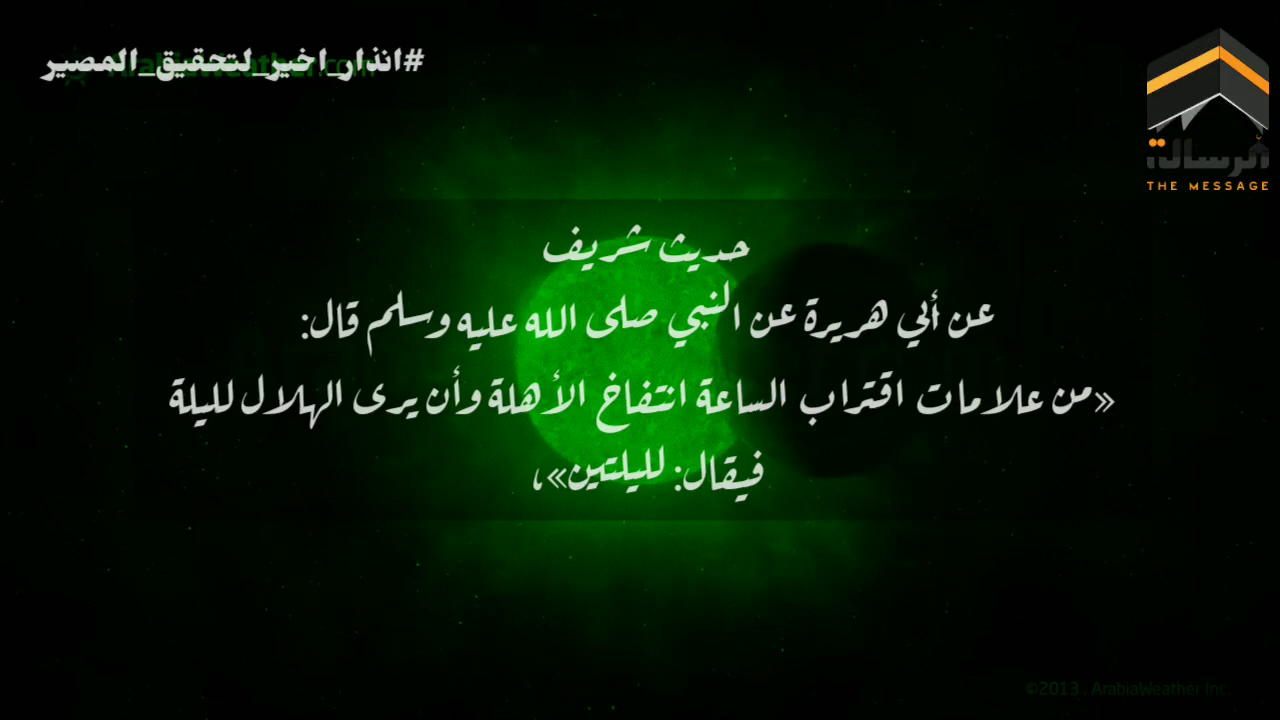 #انذار_اخير_لتحقيق_المصير
الرسالة
THE MESSAGE
حديث شريف
عن أبي هريرة عن النبي صلى الله عليه وسلم قال:
«من علامات اقتراب الساعة انتفاخ الأهلة وأن يرى الهلال لليلة
فيقال: لليلتين»،
©2013 . ArabiaWeather Inc.